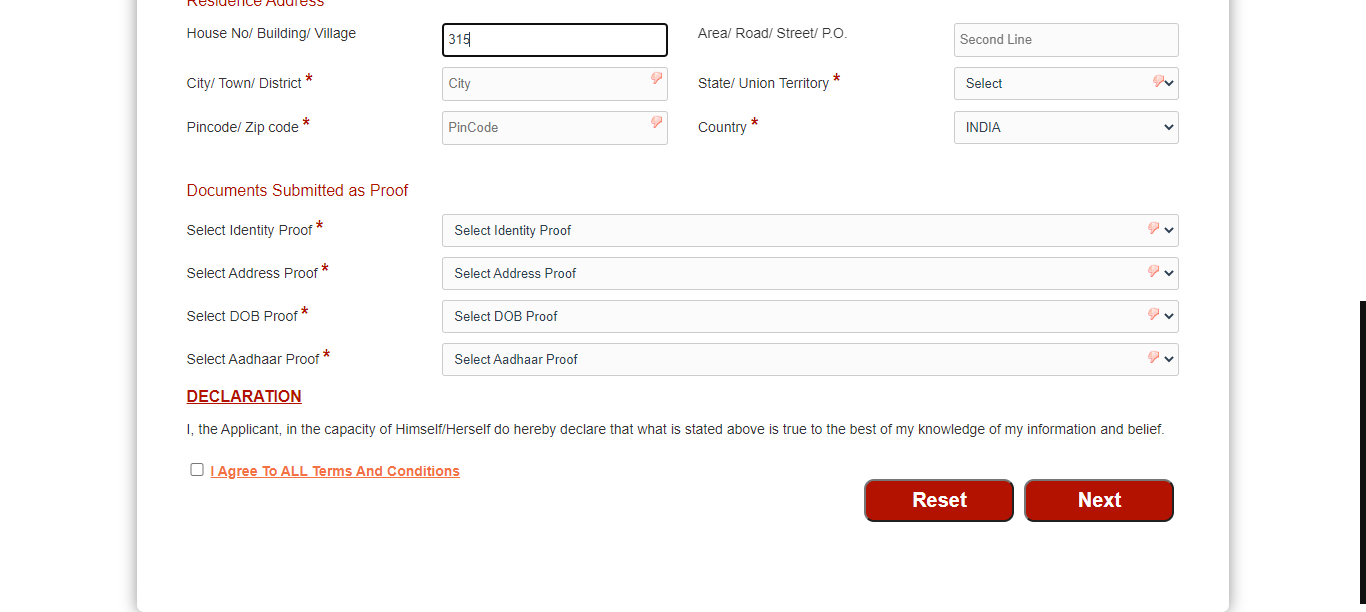 Residence Address
House No/ Building/ Village 315 Area/ Road/ Street/ P.O. Second Line
City/ Town/ District * City State/ Union Territory * Select
Pincode/ Zip code * PinCode Country * INDIA
Documents Submitted as Proof
Select Identity Proof * Select Identity Proof
Select Address Proof * Select Address Proof
Select DOB Proof * Select DOB Proof
Select Aadhaar Proof * Select Aadhaar Proof
DECLARATION
I, the Applicant, in the capacity of Himself/Herself do hereby declare that what is stated above is true to the best of my knowledge of my information and belief.
I Agree To ALL Terms And Conditions
Reset Next